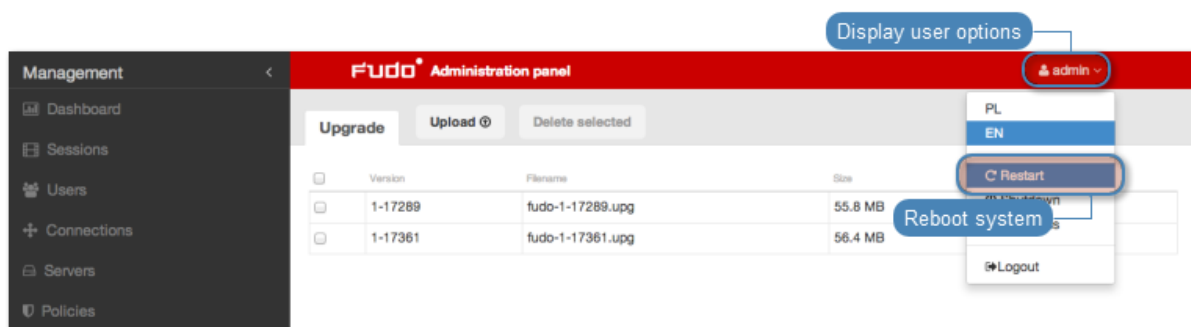 Display user options
Management
FUDO Administration panel
admin
Dashboard
Upgrade
Upload
Delete selected
PL
EN
Sessions
Version Filename Size
Restart
Users
1-17289 fudo-1-17289.upg 55.8 MB
Reboot system
Connections
1-17361 fudo-1-17361.upg 56.4 MB
Servers
Logout
Policies